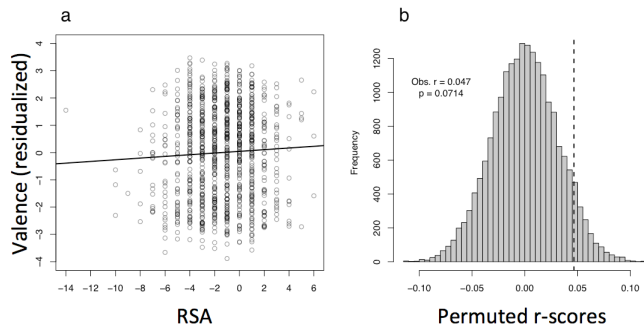 a
Valence (residualized)
4
3
2
1
0
−1
−2
−3
−4
−14 −12 −10 −8 −6 −4 −2 0 2 4 6
RSA
b
Obs. r = 0.047
p = 0.0714
Frequency
1200
1000
800
600
400
200
0
−0.10 −0.05 0.00 0.05 0.10
Permuted r-scores